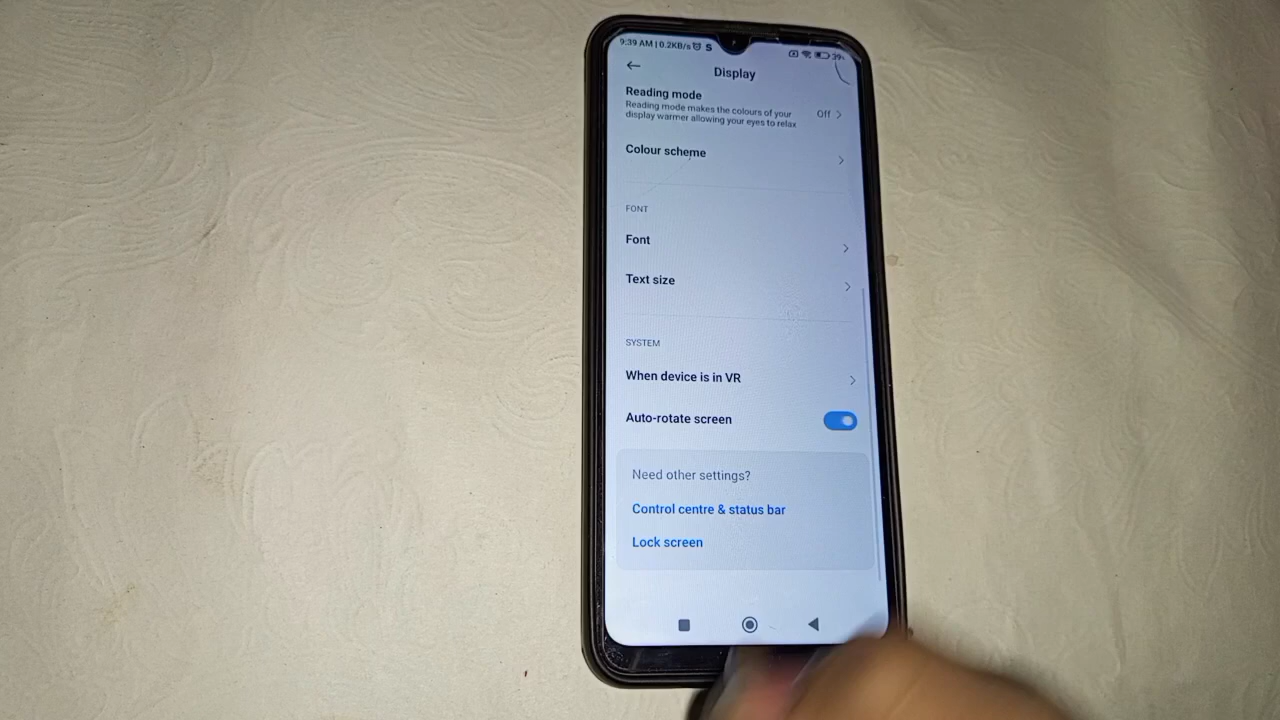 9:39 AM | 0.2KB/s S 39
Display
Reading mode
Reading mode makes the colours of your
display warmer allowing your eyes to relax
Off
Colour scheme
FONT
Font
Text size
SYSTEM
When device is in VR
Auto-rotate screen
Need other settings?
Control centre & status bar
Lock screen